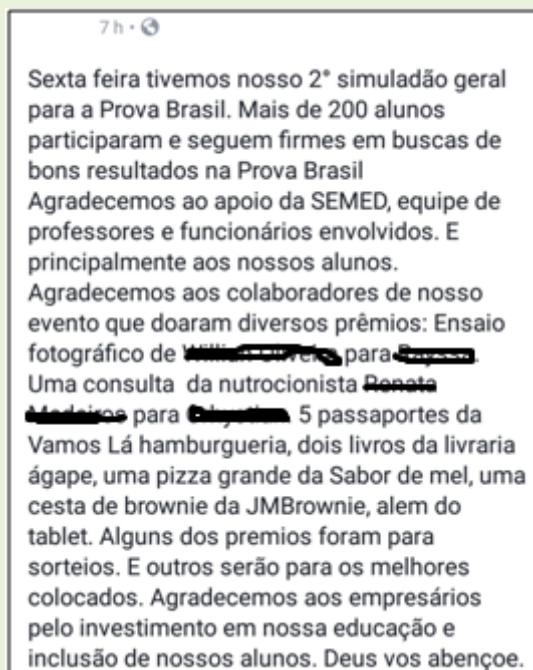 7 h ·
Sexta feira tivemos nosso 2° simuladão geral
para a Prova Brasil. Mais de 200 alunos
participaram e seguem firmes em buscas de
bons resultados na Prova Brasil
Agradecemos ao apoio da SEMED, equipe de
professores e funcionários envolvidos. E
principalmente aos nossos alunos.
Agradecemos aos colaboradores de nosso
evento que doaram diversos prêmios: Ensaio
fotográfico de para
Uma consulta da nutrocionista
para 5 passaportes da
Vamos Lá hamburgueria, dois livros da livraria
ágape, uma pizza grande da Sabor de mel, uma
cesta de brownie da JMBrownie, alem do
tablet. Alguns dos premios foram para
sorteios. E outros serão para os melhores
colocados. Agradecemos aos empresários
pelo investimento em nossa educação e
inclusão de nossos alunos. Deus vos abençoe.